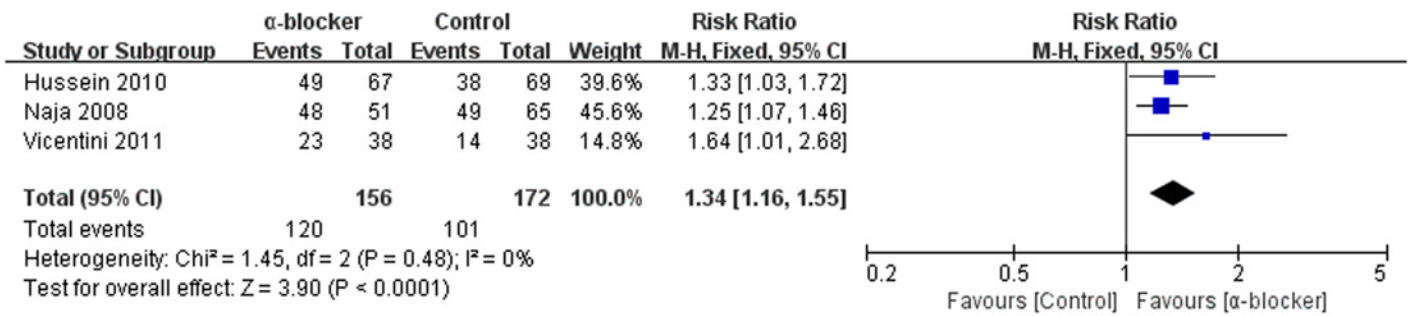 α-blocker Control Risk Ratio Risk Ratio
Study or Subgroup Events Total Events Total Weight M-H, Fixed, 95% CI M-H, Fixed, 95% CI
Hussein 2010 49 67 38 69 39.6% 1.33 [1.03, 1.72]
Naja 2008 48 51 49 65 45.6% 1.25 [1.07, 1.46]
Vicentini 2011 23 38 14 38 14.8% 1.64 [1.01, 2.68]
Total (95% CI) 156 172 100.0% 1.34 [1.16, 1.55]
Total events 120 101
Heterogeneity: Chi² = 1.45, df = 2 (P = 0.48); I² = 0%
Test for overall effect: Z = 3.90 (P < 0.0001)
0.2 0.5 1 2 5
Favours [Control] Favours [α-blocker]